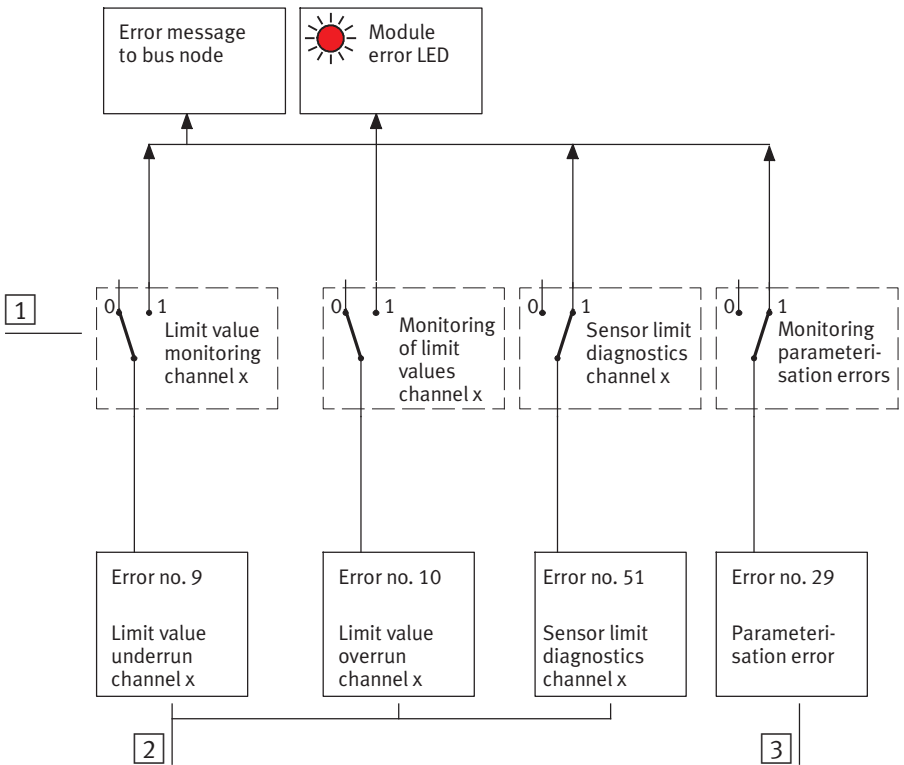 Error message
to bus node
Module
error LED
1
0
1
Limit value
monitoring
channel x
0
1
Monitoring
of limit
values
channel x
0
1
Sensor limit
diagnostics
channel x
0
1
Monitoring
parameteri-
sation errors
Error no. 9
Limit value
underrun
channel x
Error no. 10
Limit value
overrun
channel x
Error no. 51
Sensor limit
diagnostics
channel x
Error no. 29
Parameteri-
sation error
2
3